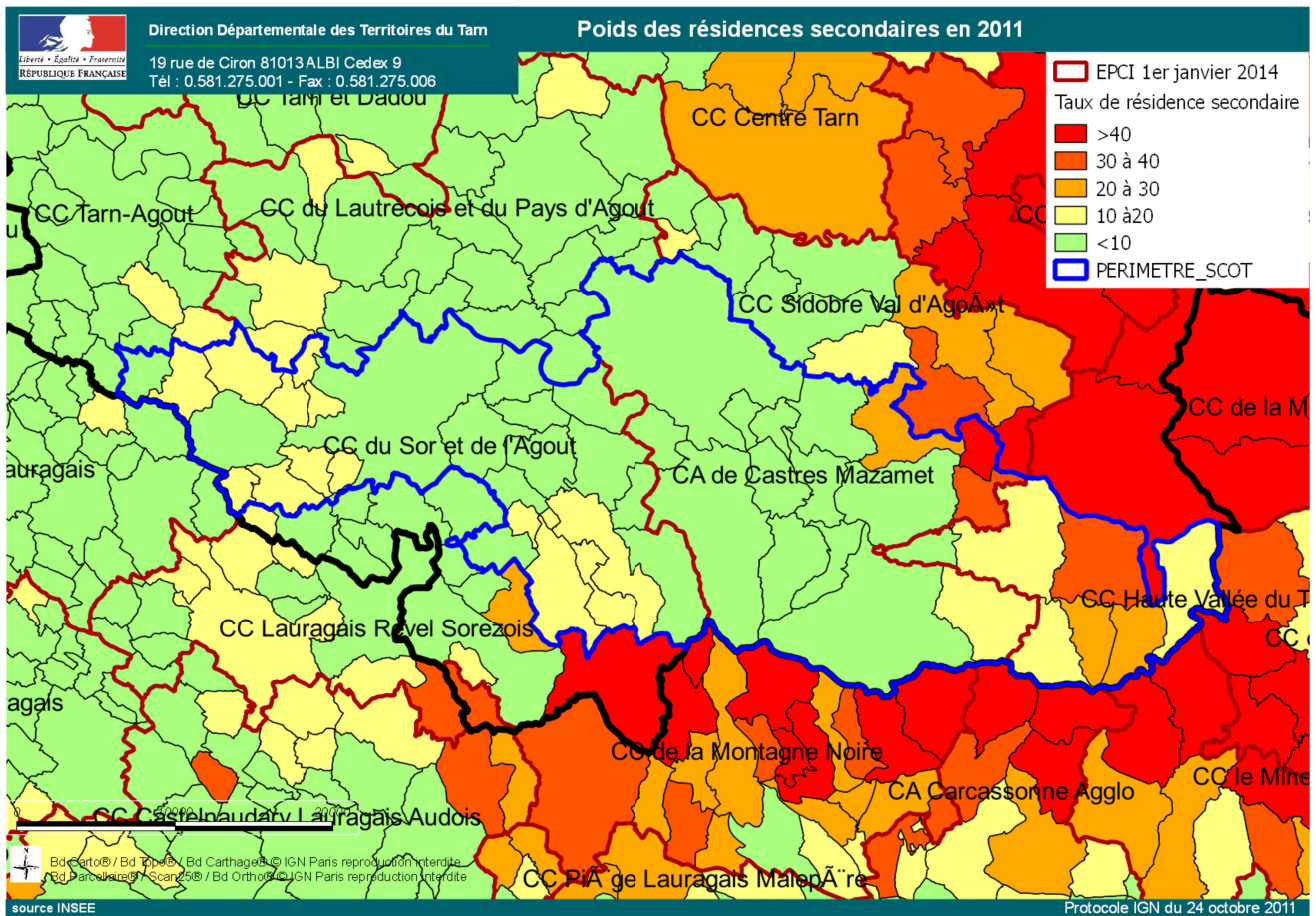 Liberté • Égalité • Fraternité
RÉPUBLIQUE FRANÇAISE
Direction Départementale des Territoires du Tarn
19 rue de Ciron 81013 ALBI Cedex 9
Tél : 0.581.275.001 - Fax : 0.581.275.006
Poids des résidences secondaires en 2011
EPCI 1er janvier 2014
Taux de résidence secondaire
>40
30 à 40
20 à 30
10 à20
<10
PERIMETRE_SCOT
CC Tarn et Dadou
CC Centre Tarn
CC Tarn-Agout
CC du Lautrecois et du Pays d'Agout
CC
u
CC Sidobre Val d'AgoÃ»t
CC de la M
CC du Sor et de l'Agout
auragais
CA de Castres Mazamet
CC Haute Vallée du T
CC Lauragais Revel Sorezois
CC
agais
CC de la Montagne Noire
CC le Mine
CA Carcassonne Agglo
CC Castelnaudary Lauragais Audois
0
CC PiÃ¨ge Lauragais MalepÃ¨re
N
Bd Carto® / Bd Topo® / Bd Carthage® © IGN Paris reproduction interdite
Bd Parcellaire® / Scan25® / Bd Ortho® © IGN Paris reproduction interdite
source INSEE
Protocole IGN du 24 octobre 2011